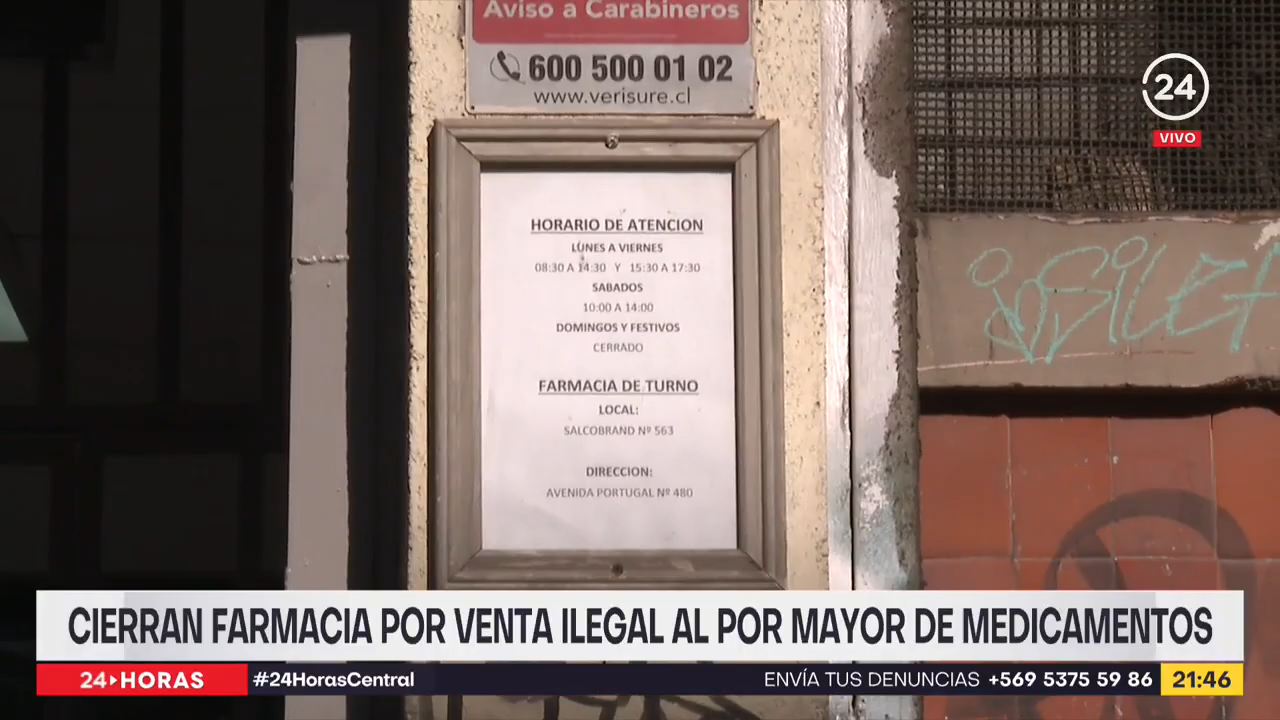 Aviso a Carabineros
600 500 01 02
www.verisure.cl
24
VIVO
HORARIO DE ATENCION
LUNES A VIERNES
08:30 A 14:30 Y 15:30 A 17:30
SABADOS
10:00 A 14:00
DOMINGOS Y FESTIVOS
CERRADO
FARMACIA DE TURNO
LOCAL:
SALCOBRAND Nº 563
DIRECCION:
AVENIDA PORTUGAL Nº 480
CIERRAN FARMACIA POR VENTA ILEGAL AL POR MAYOR DE MEDICAMENTOS
24 HORAS
#24HorasCentral
ENVÍA TUS DENUNCIAS +569 5375 59 86
21:46